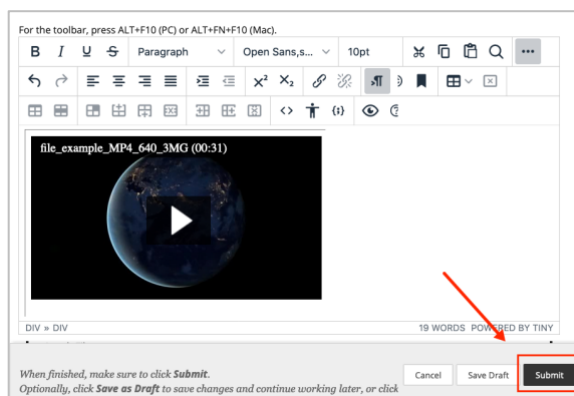 For the toolbar, press ALT+F10 (PC) or ALT+FN+F10 (Mac).
B I U S Paragraph Open Sans,s... 10pt
x² X₂ ¶
<> {;}
file_example_MP4_640_3MG (00:31)
DIV » DIV 19 WORDS POWERED BY TINY
When finished, make sure to click Submit.
Optionally, click Save as Draft to save changes and continue working later, or click
Cancel Save Draft Submit